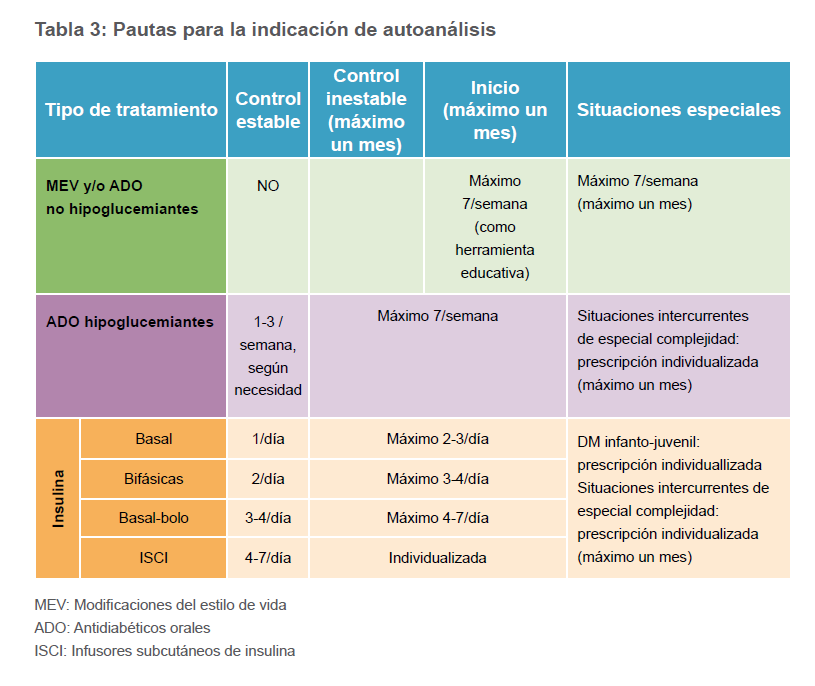 Tabla 3: Pautas para la indicación de autoanálisis
Tipo de tratamiento
Control
estable
Control
inestable
(máximo
un mes)
Inicio
(máximo un
mes)
Situaciones especiales
MEV y/o ADO
no hipoglucemiantes
NO
Máximo
7/semana
(como
herramienta
educativa)
Máximo 7/semana
(máximo un mes)
ADO hipoglucemiantes
1-3 /
semana,
según
necesidad
Máximo 7/semana
Situaciones intercurrentes
de especial complejidad:
prescripción individualizada
(máximo un mes)
Insulina
Basal
1/día
Máximo 2-3/día
Bifásicas
2/día
Máximo 3-4/día
Basal-bolo
3-4/día
Máximo 4-7/día
ISCI
4-7/día
Individualizada
DM infanto-juvenil:
prescripción individuallizada
Situaciones intercurrentes de
especial complejidad:
prescripción individualizada
(máximo un mes)
MEV: Modificaciones del estilo de vida
ADO: Antidiabéticos orales
ISCI: Infusores subcutáneos de insulina